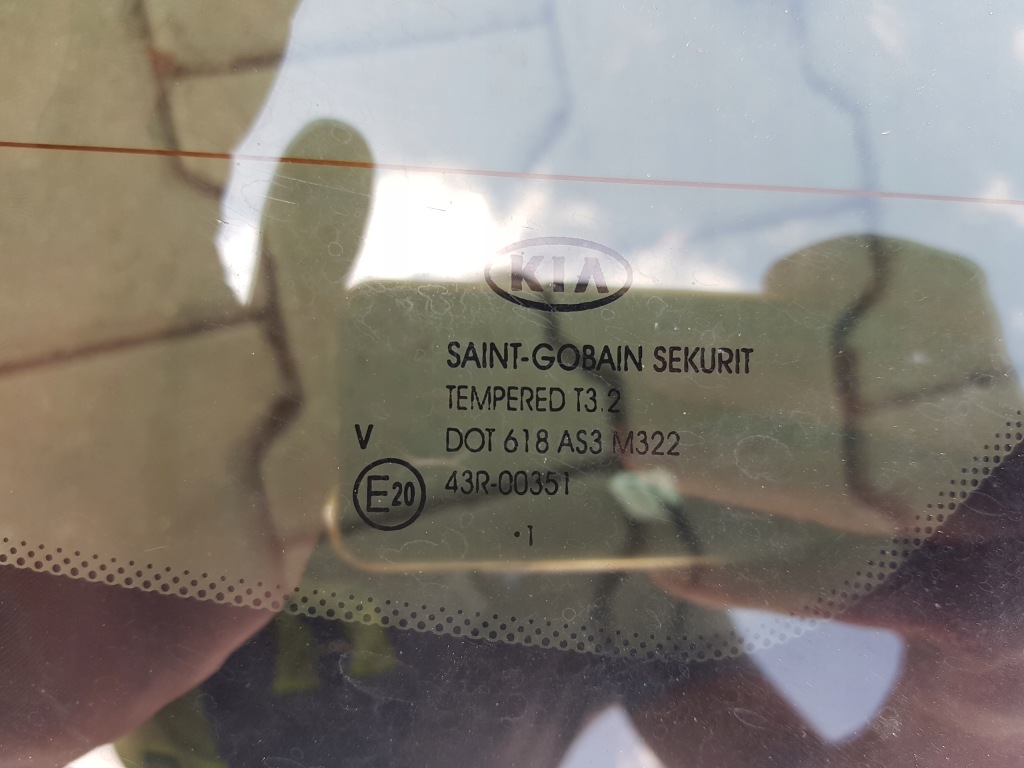 KIA
SAINT-GOBAIN SEKURIT
TEMPERED T3.2
V DOT 618 AS3 M322
E20 43R-00351
·1